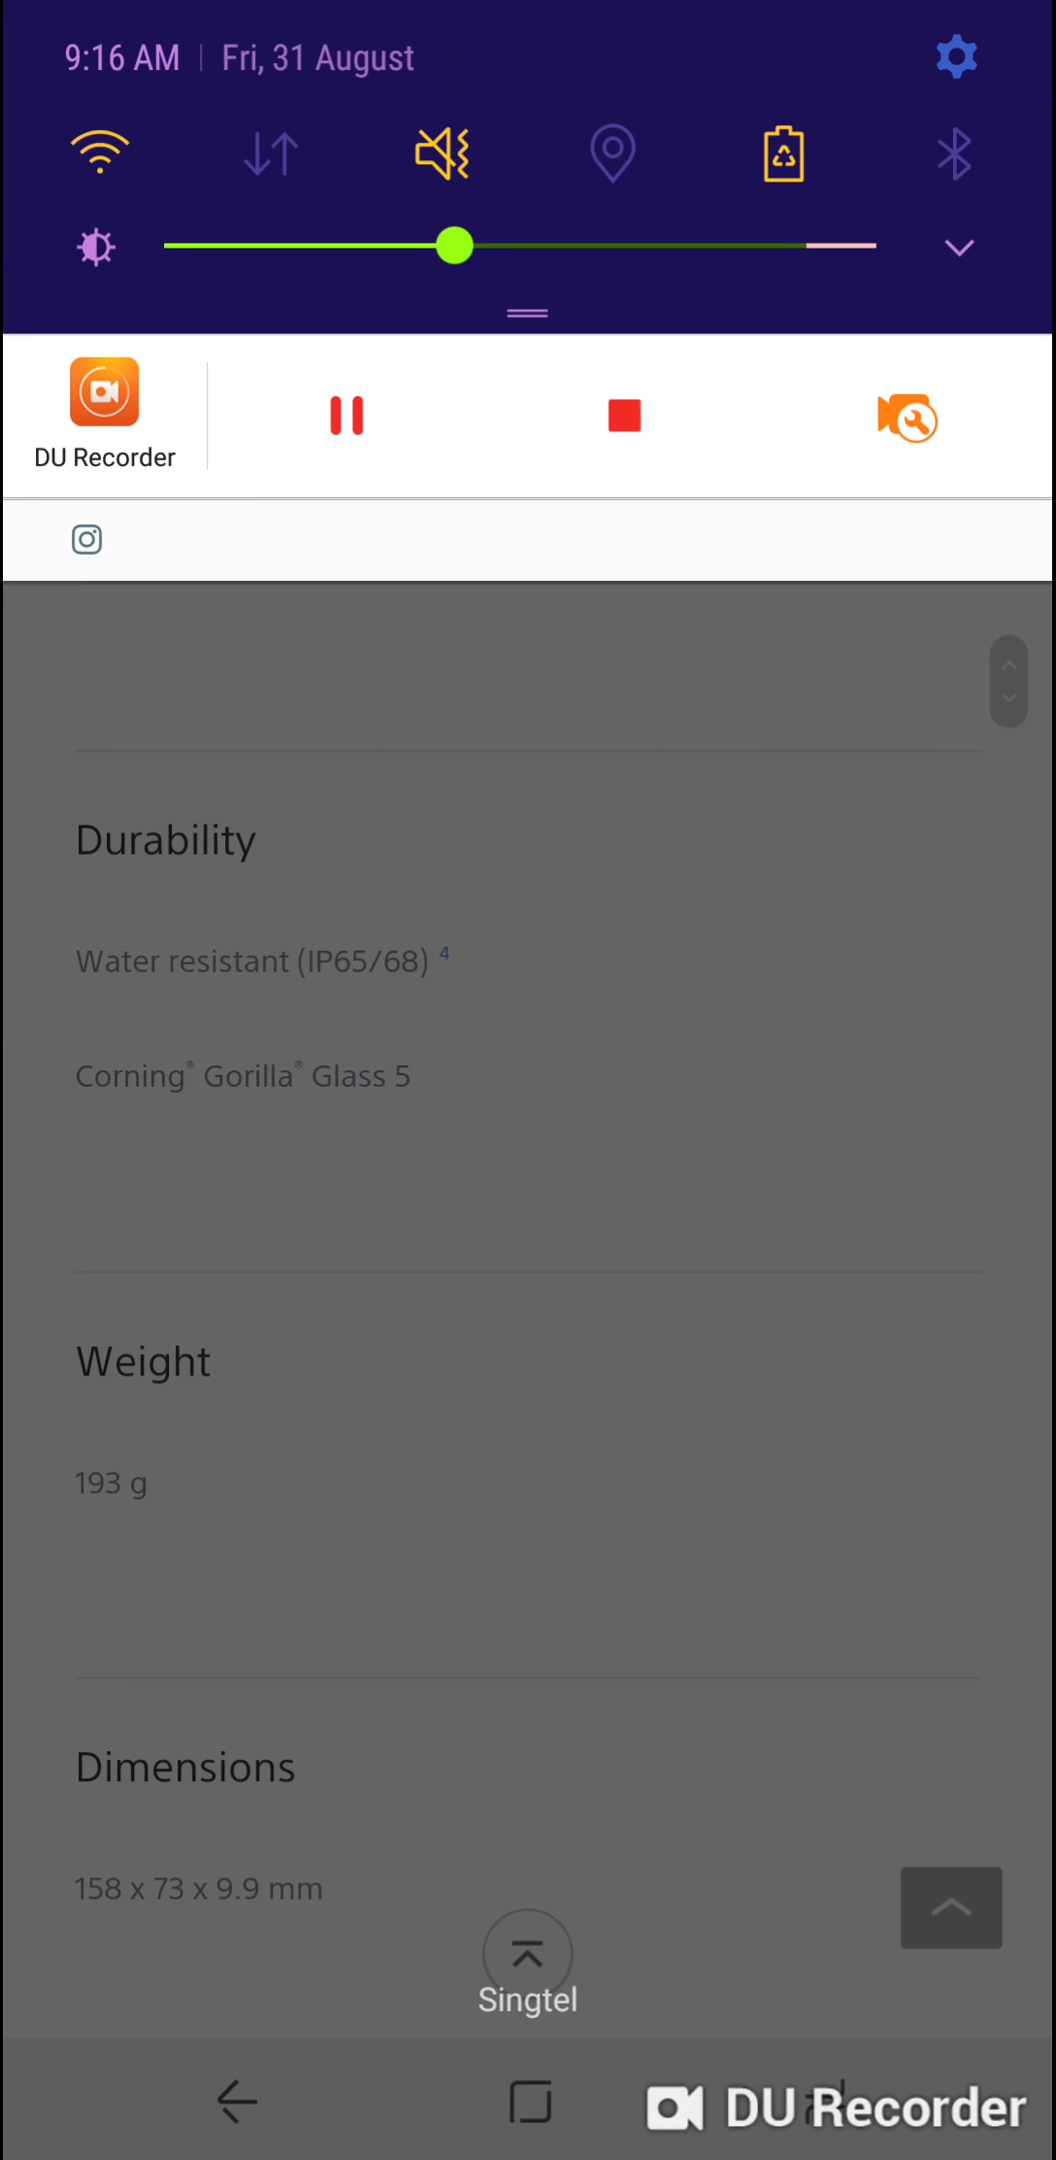 9:16 AM | Fri, 31 August
DU Recorder
Durability
Water resistant (IP65/68) 4
Corning® Gorilla® Glass 5
Weight
193 g
Dimensions
158 x 73 x 9.9 mm
Singtel
DU Recorder